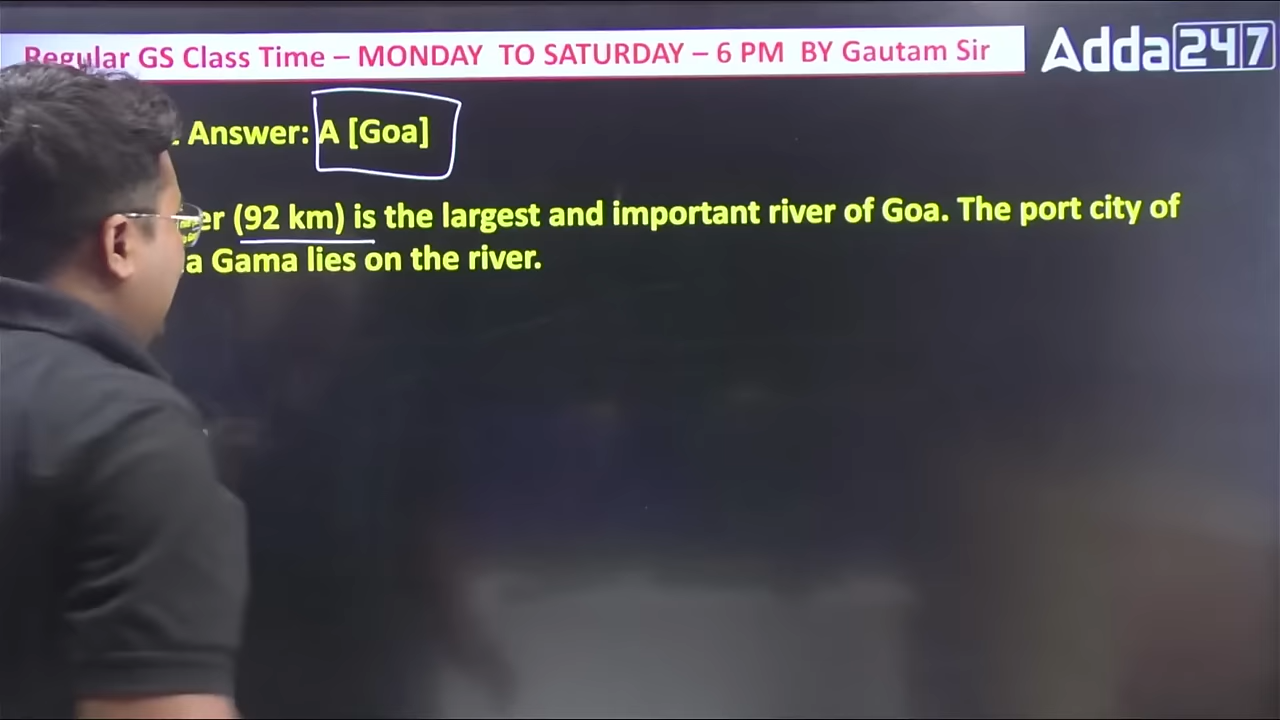 Regular GS Class Time – MONDAY TO SATURDAY – 6 PM BY Gautam Sir
Adda247
. Answer: A [Goa]
er (92 km) is the largest and important river of Goa. The port city of
a Gama lies on the river.